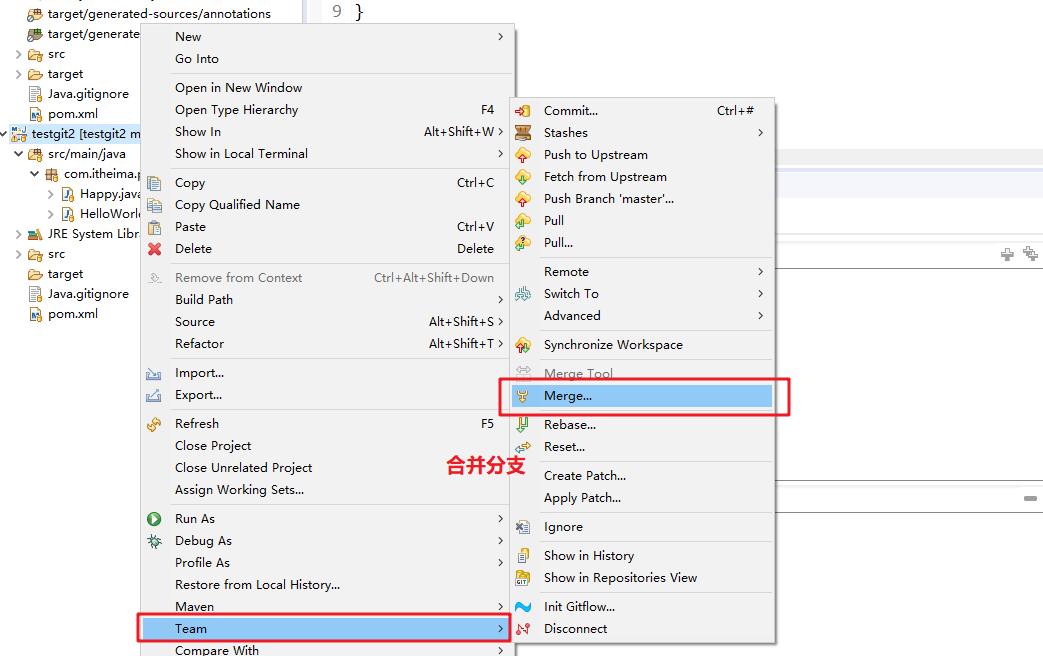 target/generated-sources/annotations
target/generate
src
target
Java.gitignore
pom.xml
testgit2 [testgit2 m
src/main/java
com.itheima.
Happy.java
HelloWorl
JRE System Libr
src
target
Java.gitignore
pom.xml
9 }
New
Go Into
Open in New Window
Open Type Hierarchy F4
Show In Alt+Shift+W
Show in Local Terminal
Copy Ctrl+C
Copy Qualified Name
Paste Ctrl+V
Delete Delete
Remove from Context Ctrl+Alt+Shift+Down
Build Path
Source Alt+Shift+S
Refactor Alt+Shift+T
Import...
Export...
Refresh F5
Close Project
Close Unrelated Project
Assign Working Sets...
Run As
Debug As
Profile As
Restore from Local History...
Maven
Team
Compare With
Commit... Ctrl+#
Stashes
Push to Upstream
Fetch from Upstream
Push Branch 'master'...
Pull
Pull...
Remote
Switch To
Advanced
Synchronize Workspace
Merge Tool
Merge...
Rebase...
Reset...
合并分支
Create Patch...
Apply Patch...
Ignore
Show in History
Show in Repositories View
Init Gitflow...
Disconnect